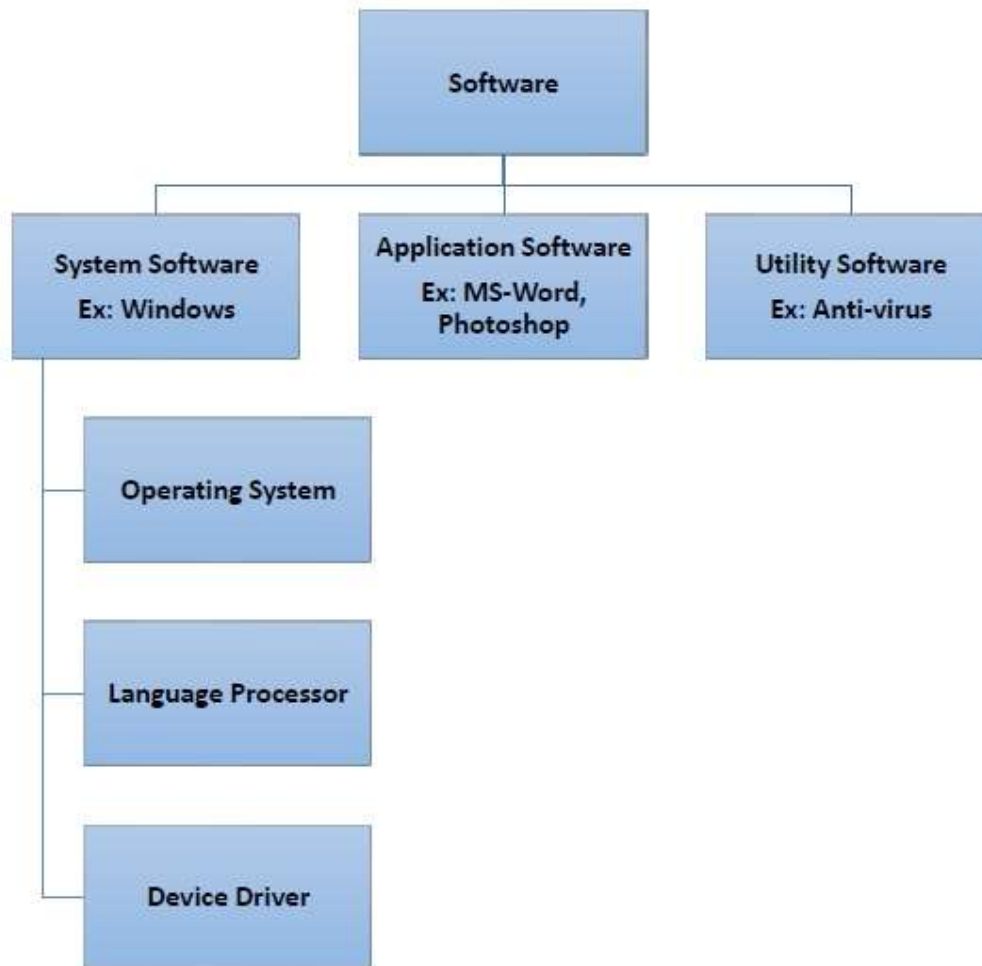 Software
System Software
Ex: Windows
Application Software
Ex: MS-Word,
Photoshop
Utility Software
Ex: Anti-virus
Operating System
Language Processor
Device Driver